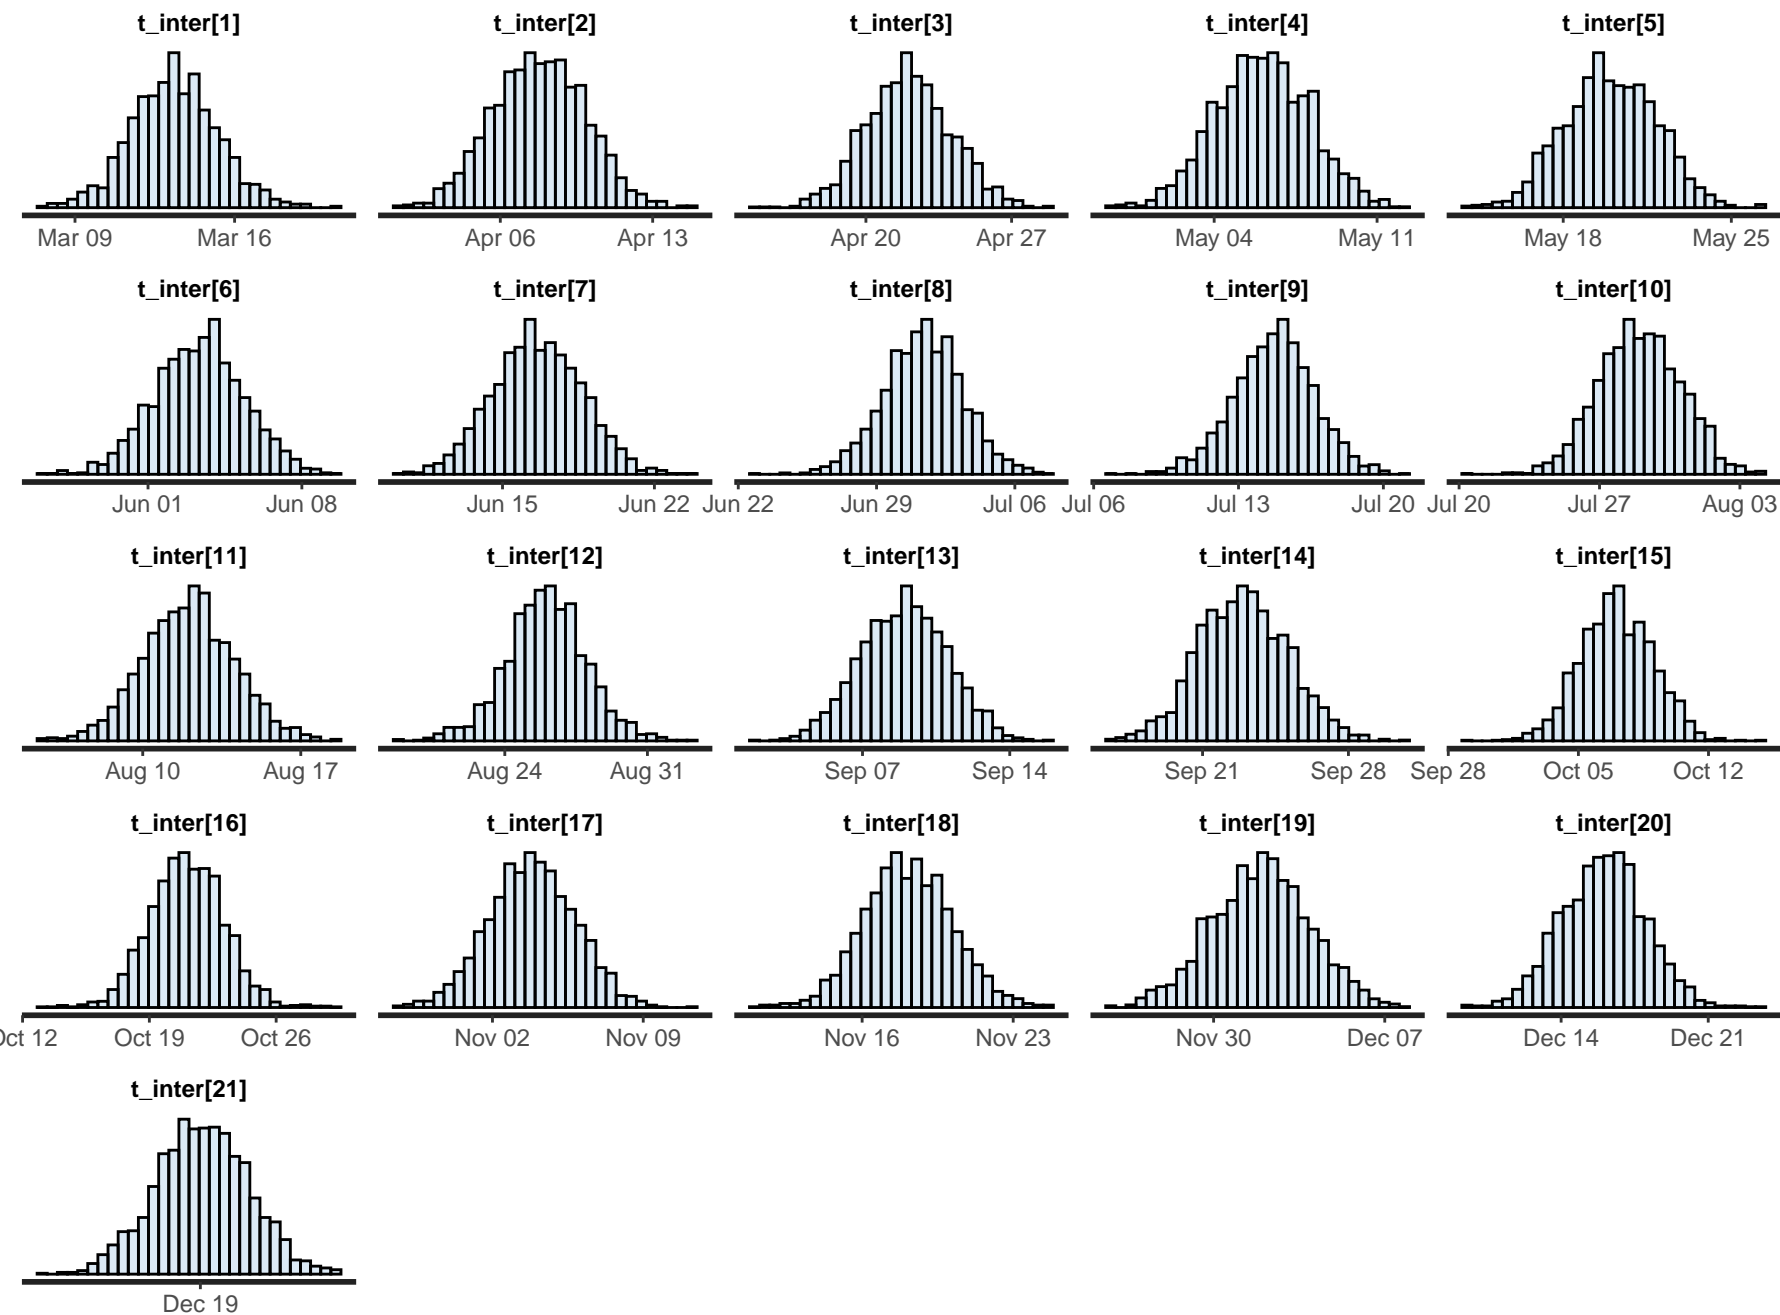 t_inter[1] t_inter[2] t_inter[3] t_inter[4] t_inter[5]
Mar 09 Mar 16 Apr 06 Apr 13 Apr 20 Apr 27 May 04 May 11 May 18 May 25
t_inter[6] t_inter[7] t_inter[8] t_inter[9] t_inter[10]
Jun 01 Jun 08 Jun 15 Jun 22 Jun 22 Jun 29 Jul 06 Jul 06 Jul 13 Jul 20 Jul 20 Jul 27 Aug 03
t_inter[11] t_inter[12] t_inter[13] t_inter[14] t_inter[15]
Aug 10 Aug 17 Aug 24 Aug 31 Sep 07 Sep 14 Sep 21 Sep 28 Sep 28 Oct 05 Oct 12
t_inter[16] t_inter[17] t_inter[18] t_inter[19] t_inter[20]
Oct 12 Oct 19 Oct 26 Nov 02 Nov 09 Nov 16 Nov 23 Nov 30 Dec 07 Dec 14 Dec 21
t_inter[21]
Dec 19